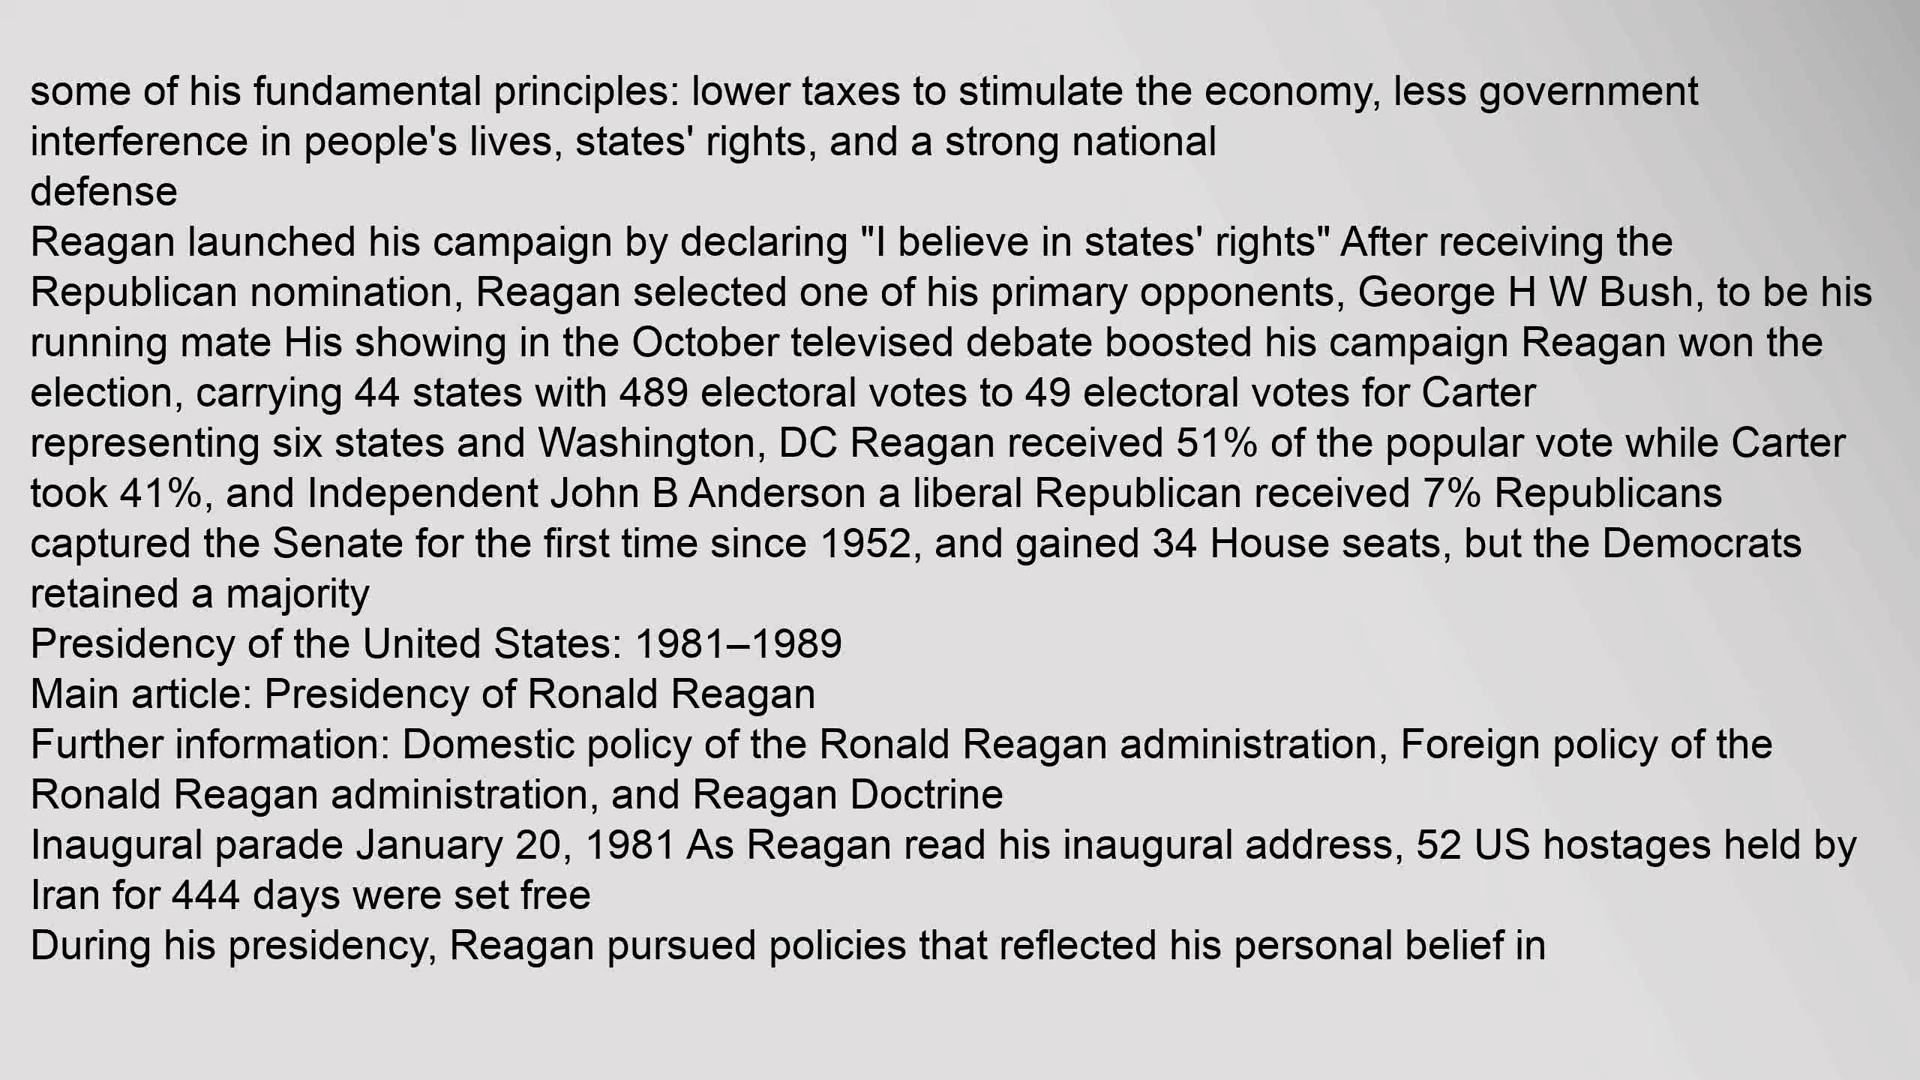 some of his fundamental principles: lower taxes to stimulate the economy, less government
interference in people's lives, states' rights, and a strong national
defense
Reagan launched his campaign by declaring "I believe in states' rights" After receiving the
Republican nomination, Reagan selected one of his primary opponents, George H W Bush, to be his
running mate His showing in the October televised debate boosted his campaign Reagan won the
election, carrying 44 states with 489 electoral votes to 49 electoral votes for Carter
representing six states and Washington, DC Reagan received 51% of the popular vote while Carter
took 41%, and Independent John B Anderson a liberal Republican received 7% Republicans
captured the Senate for the first time since 1952, and gained 34 House seats, but the Democrats
retained a majority
Presidency of the United States: 1981–1989
Main article: Presidency of Ronald Reagan
Further information: Domestic policy of the Ronald Reagan administration, Foreign policy of the
Ronald Reagan administration, and Reagan Doctrine
Inaugural parade January 20, 1981 As Reagan read his inaugural address, 52 US hostages held by
Iran for 444 days were set free
During his presidency, Reagan pursued policies that reflected his personal belief in